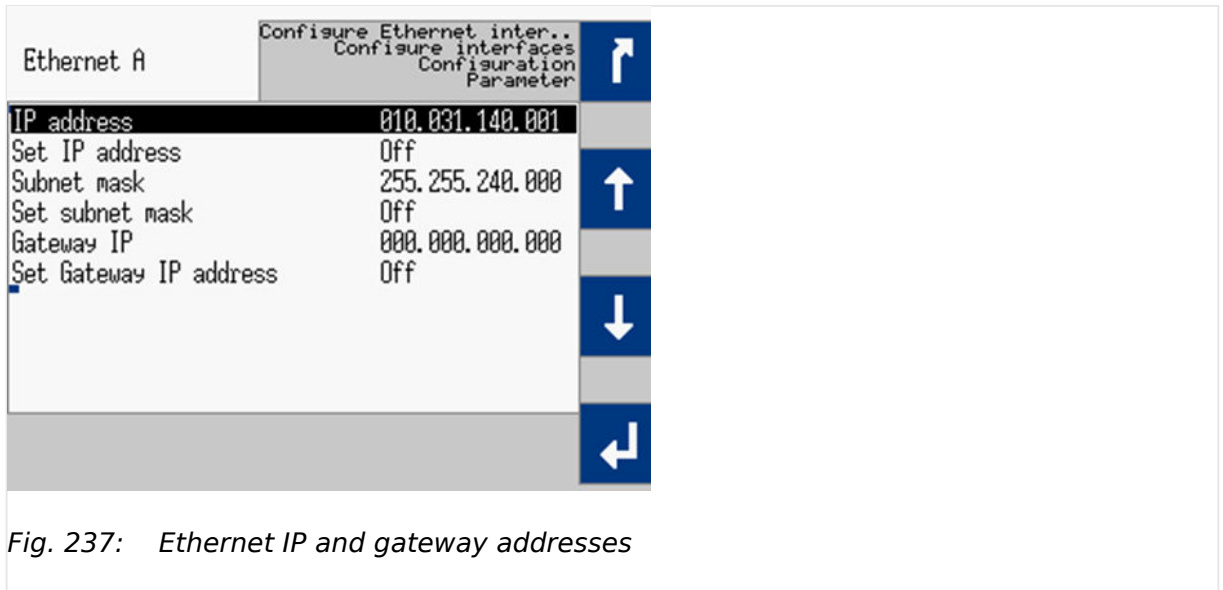 Ethernet A
Configure Ethernet inter..
Configure interfaces
Configuration
Parameter
IP address 010.031.140.001
Set IP address Off
Subnet mask 255.255.240.000
Set subnet mask Off
Gateway IP 000.000.000.000
Set Gateway IP address Off
Fig. 237: Ethernet IP and gateway addresses